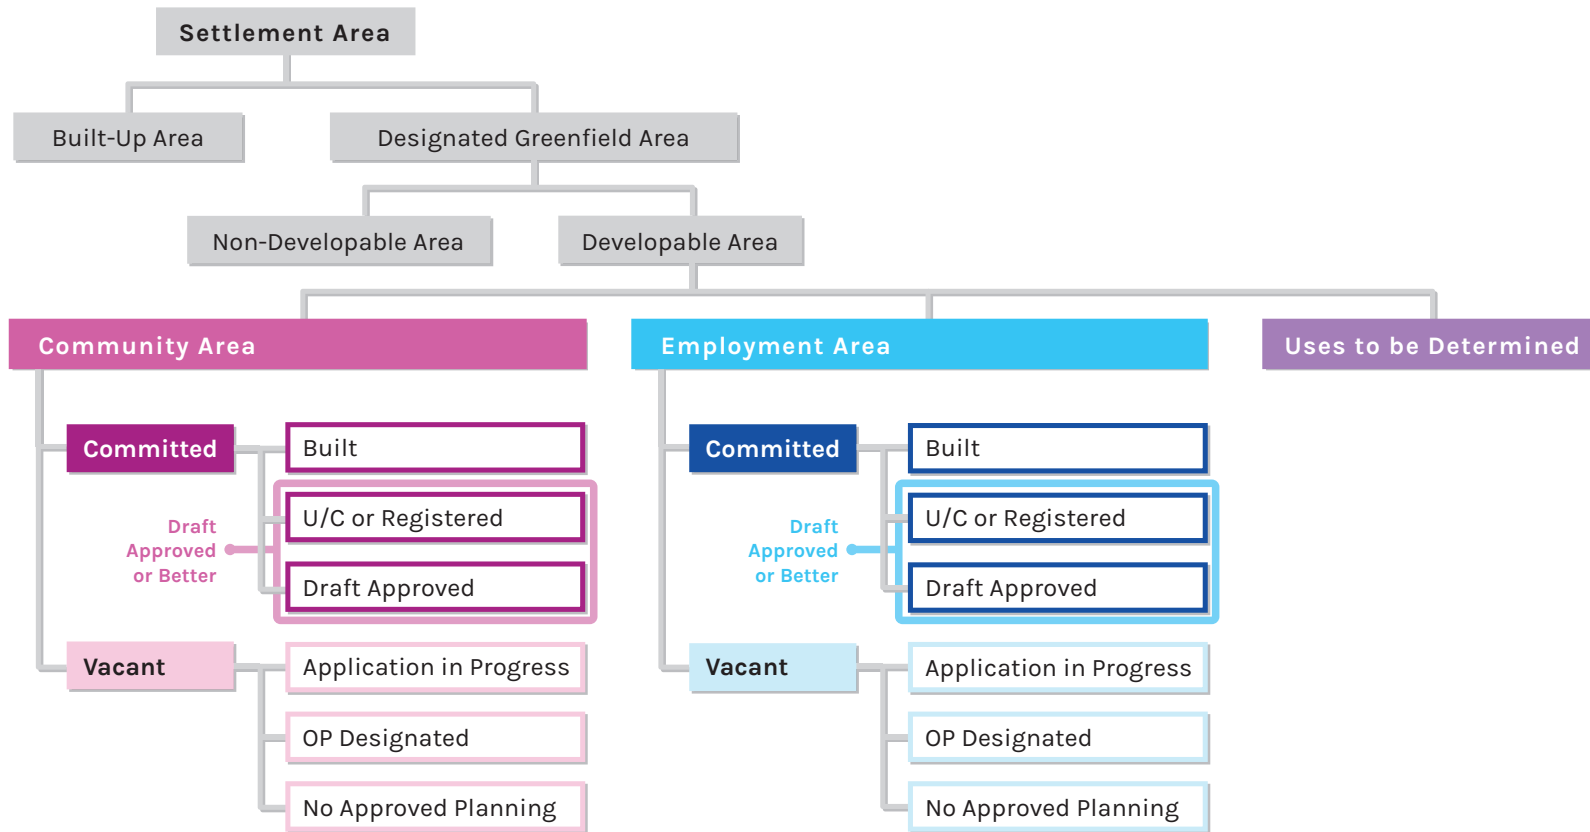 Settlement Area
Built-Up Area
Designated Greenfield Area
Non-Developable Area
Developable Area
Community Area
Employment Area
Uses to be Determined
Committed
Built
U/C or Registered
Draft
Approved
or Better
Draft Approved
Vacant
Application in Progress
OP Designated
No Approved Planning
Committed
Built
U/C or Registered
Draft
Approved
or Better
Draft Approved
Vacant
Application in Progress
OP Designated
No Approved Planning